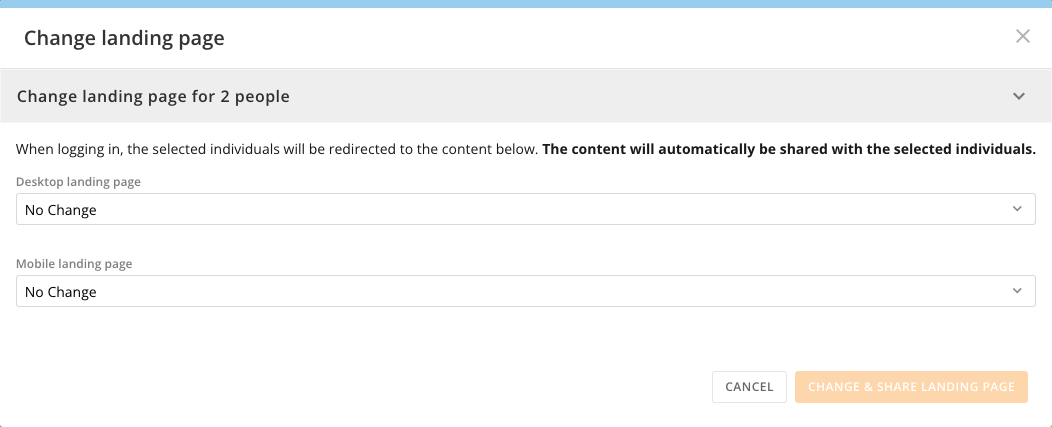 Change landing page
Change landing page for 2 people
When logging in, the selected individuals will be redirected to the content below. The content will automatically be shared with the selected individuals.
Desktop landing page
No Change
Mobile landing page
No Change
CANCEL
CHANGE & SHARE LANDING PAGE